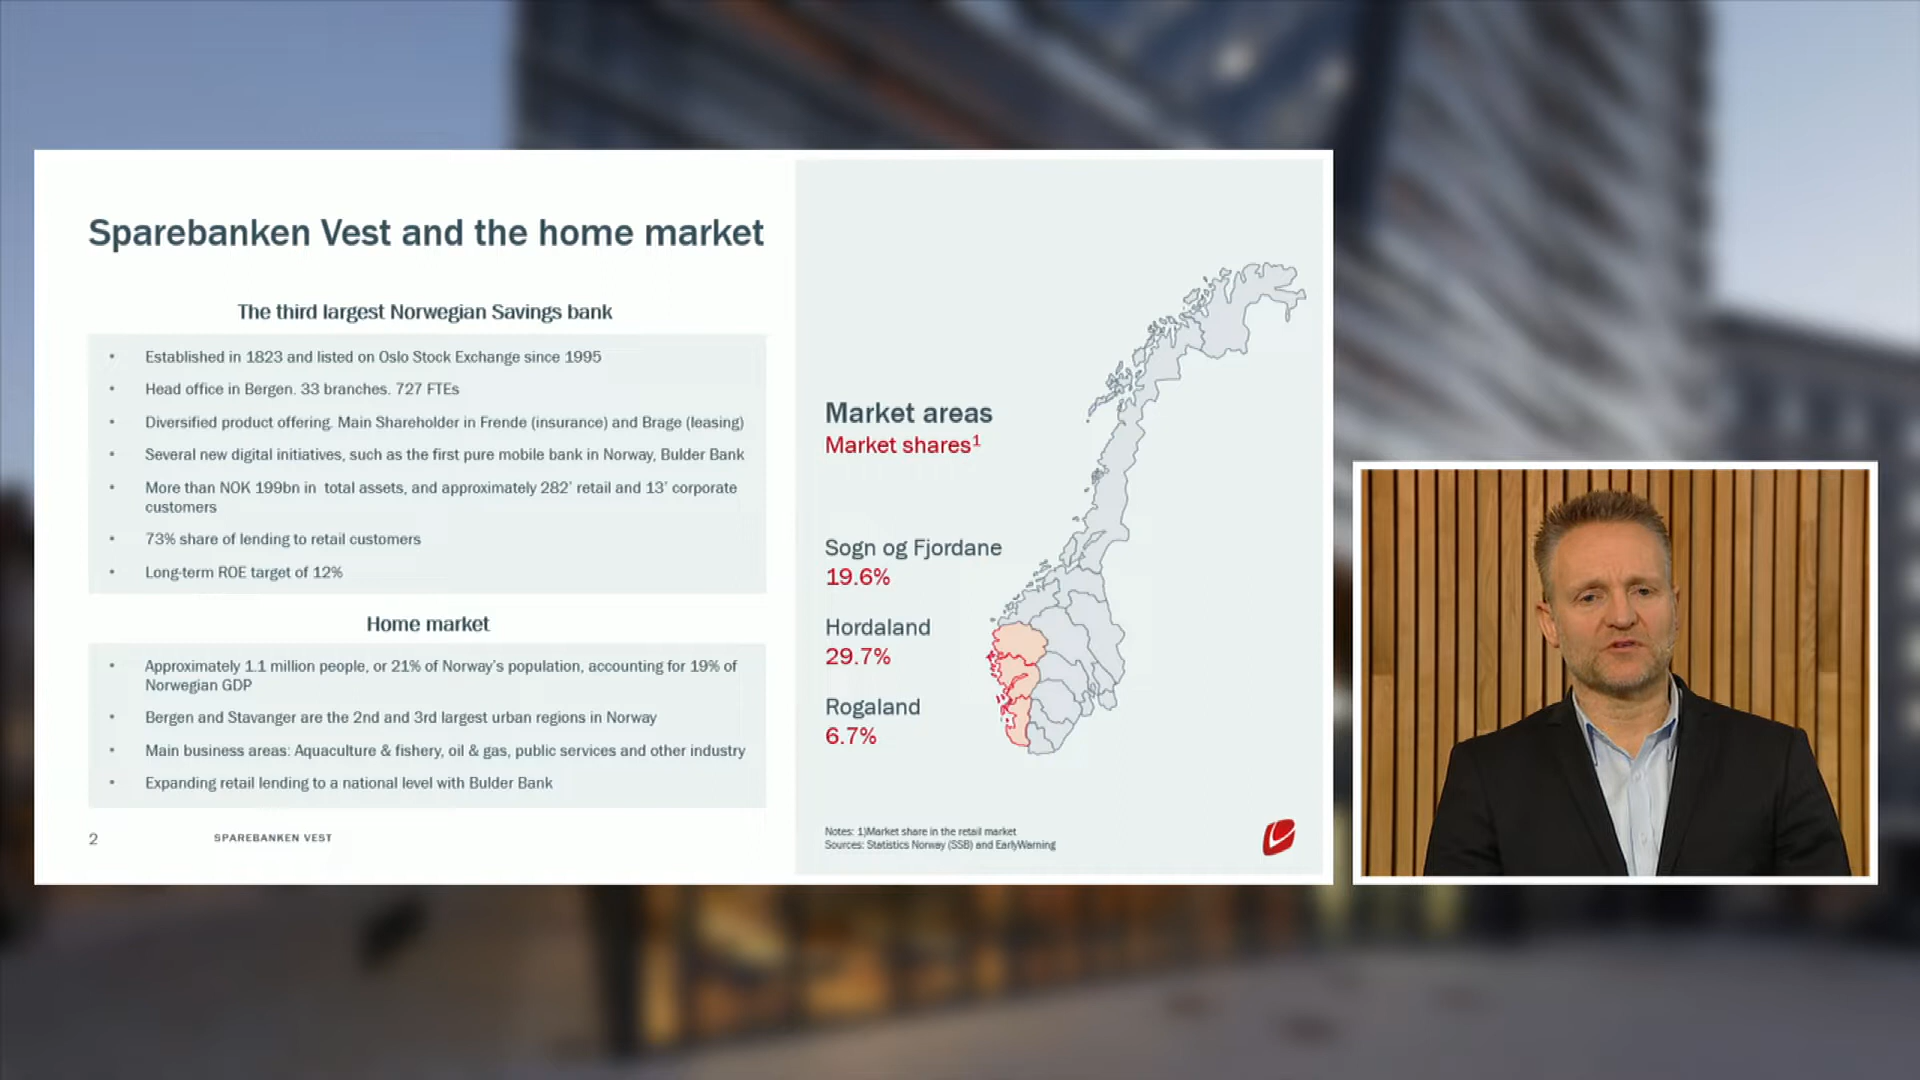 Sparebanken Vest and the home market
The third largest Norwegian Savings bank
• Established in 1823 and listed on Oslo Stock Exchange since 1995
• Head office in Bergen. 33 branches. 727 FTEs
• Diversified product offering. Main Shareholder in Frende (insurance) and Brage (leasing)
• Several new digital initiatives, such as the first pure mobile bank in Norway, Bulder Bank
• More than NOK 199bn in total assets, and approximately 282' retail and 13' corporate
customers
• 73% share of lending to retail customers
• Long-term ROE target of 12%
Home market
• Approximately 1.1 million people, or 21% of Norway's population, accounting for 19% of
Norwegian GDP
• Bergen and Stavanger are the 2nd and 3rd largest urban regions in Norway
• Main business areas: Aquaculture & fishery, oil & gas, public services and other industry
• Expanding retail lending to a national level with Bulder Bank
2
SPAREBANKEN VEST
Market areas
Market shares¹
Sogn og Fjordane
19.6%
Hordaland
29.7%
Rogaland
6.7%
Notes: 1)Market share in the retail market
Sources: Statistics Norway (SSB) and EarlyWarning